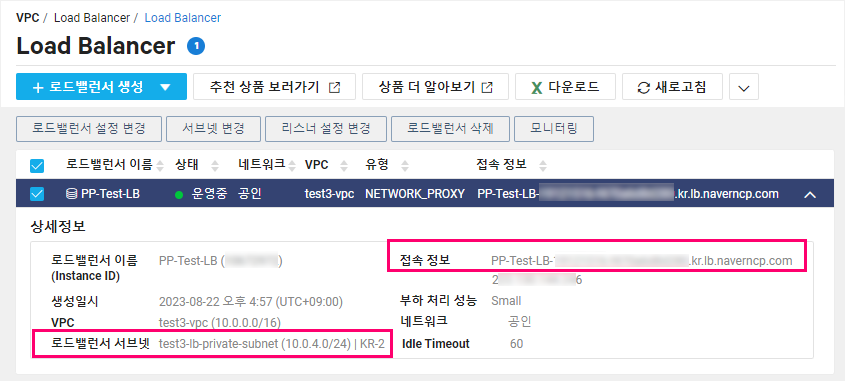 VPC / Load Balancer / Load Balancer
Load Balancer 1
+ 로드밸런서 생성 추천 상품 보러가기 상품 더 알아보기 X 다운로드 새로고침
로드밸런서 설정 변경 서브넷 변경 리스너 설정 변경 로드밸런서 삭제 모니터링
로드밸런서 이름 상태 네트워크 VPC 유형 접속 정보
PP-Test-LB 운영중 공인 test3-vpc NETWORK_PROXY PP-Test-LB- .kr.lb.naverncp.com
상세정보
로드밸런서 이름 (Instance ID) PP-Test-LB ( )
접속 정보 PP-Test-LB- .kr.lb.naverncp.com
2 6
생성일시 2023-08-22 오후 4:57 (UTC+09:00) 부하 처리 성능 Small
VPC test3-vpc (10.0.0.0/16) 네트워크 공인
로드밸런서 서브넷 test3-lb-private-subnet (10.0.4.0/24) | KR-2 Idle Timeout 60